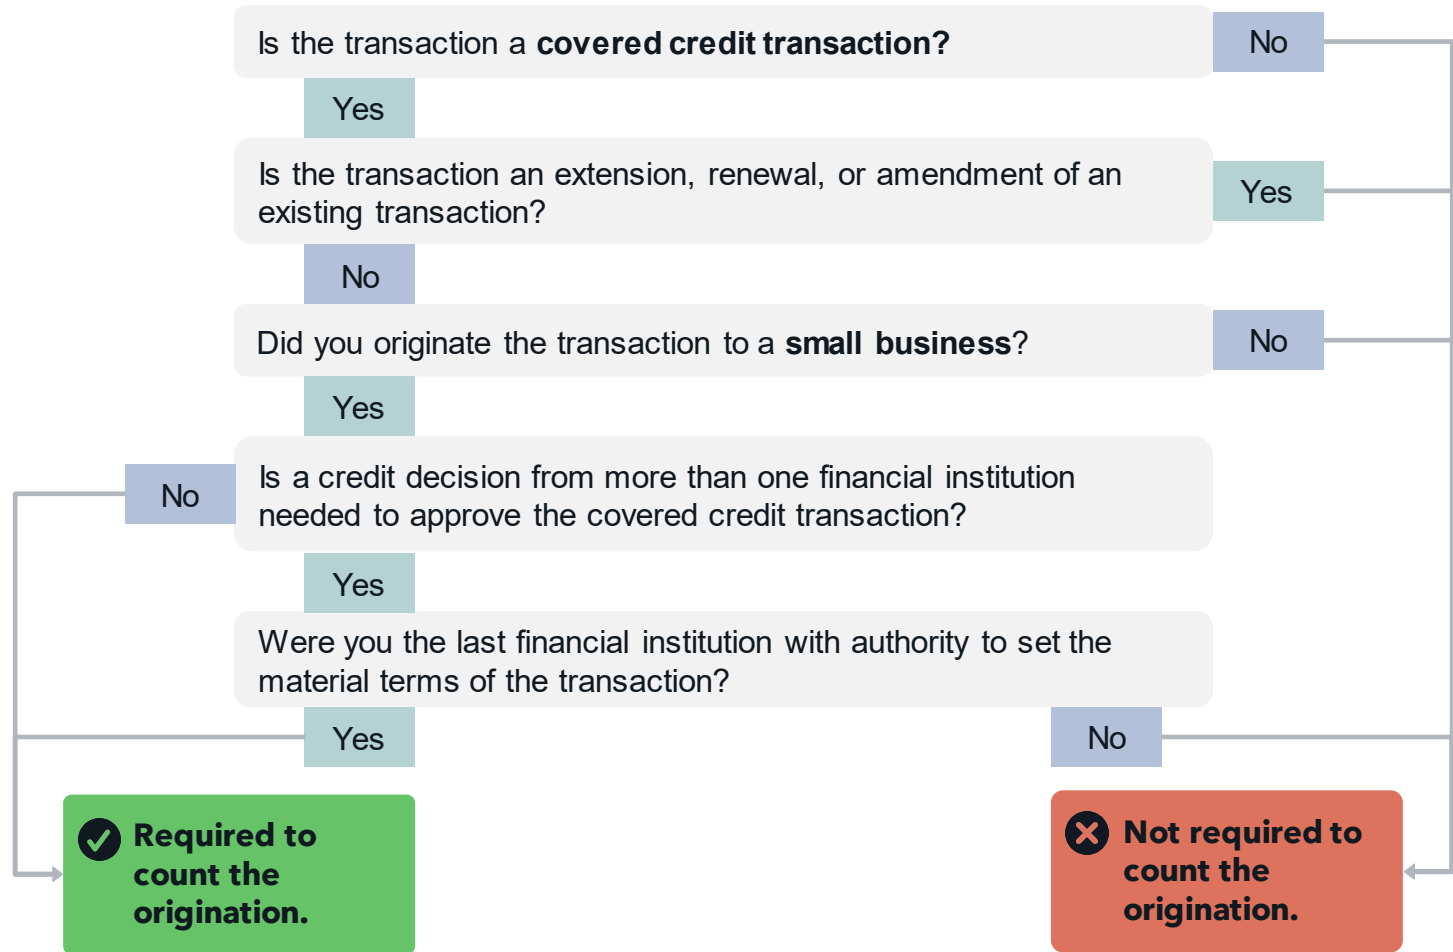 Is the transaction a covered credit transaction?
No
Yes
Is the transaction an extension, renewal, or amendment of an
existing transaction?
Yes
No
Did you originate the transaction to a small business?
No
Yes
Is a credit decision from more than one financial institution
needed to approve the covered credit transaction?
No
Yes
Were you the last financial institution with authority to set the
material terms of the transaction?
Yes
No
Required to
count the
origination.
Not required to
count the
origination.